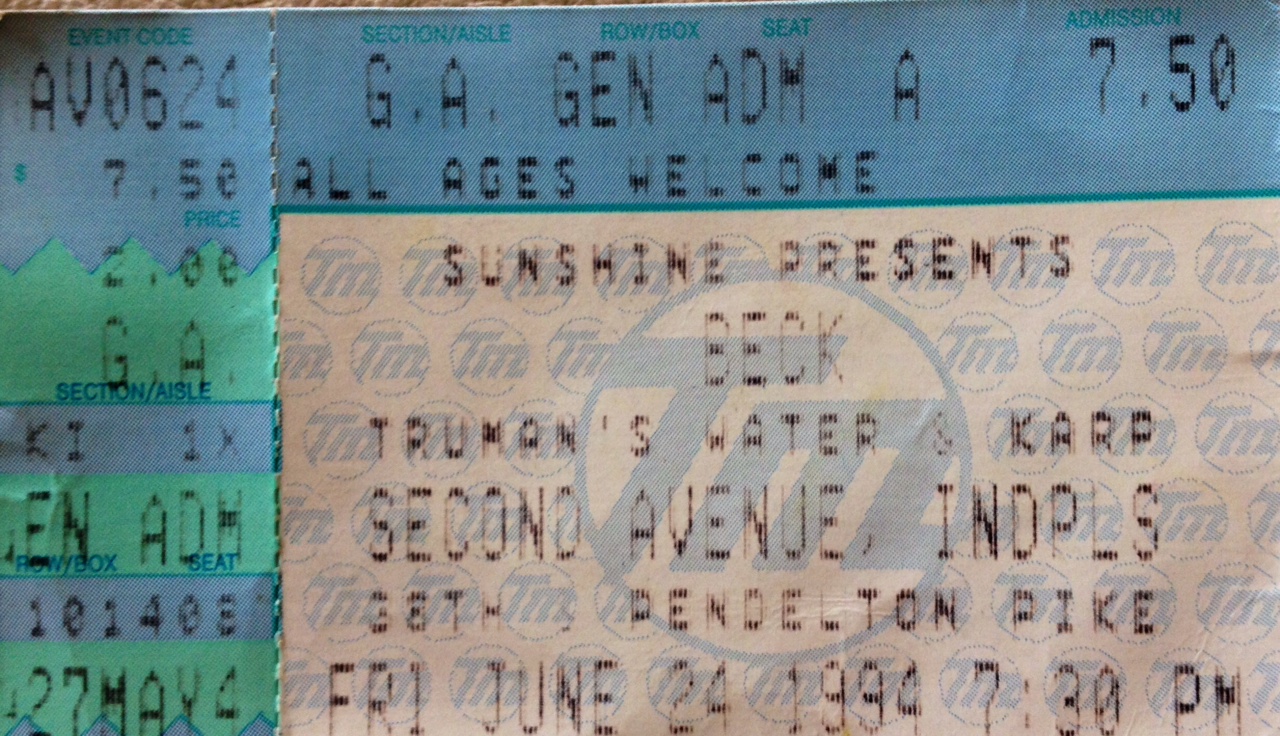 EVENT CODE
AV0624
$ 7.50
PRICE
2.00
G.A.
SECTION/AISLE
1X
EN ADM
ROW/BOX SEAT
27MAY4
SECTION/AISLE ROW/BOX SEAT ADMISSION
G.A. GEN ADM A 7.50
ALL AGES WELCOME
SUNSHINE PRESENTS
BECK
TRUMAN'S WATER & KARP
SECOND AVENUE, INDPLS
38TH PENDELTON PIKE
FRI JUNE 24 1994 7:30 PM